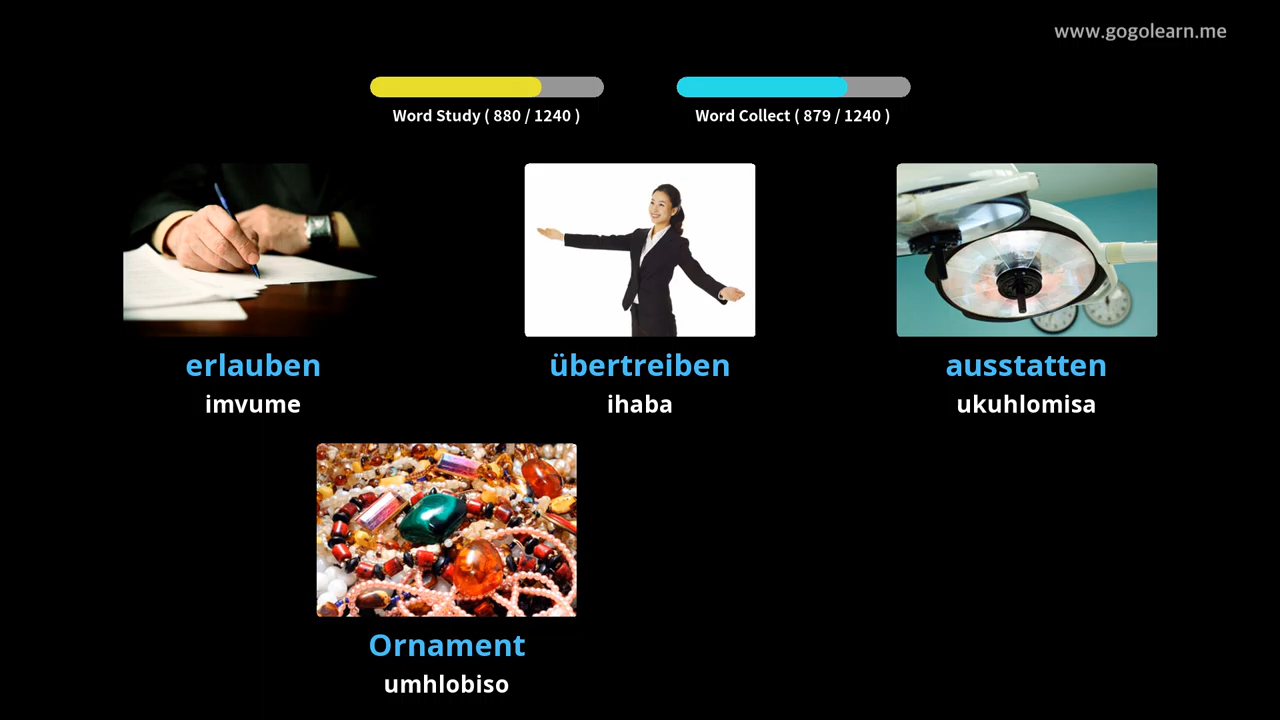 www.gogolearn.me
Word Study ( 880 / 1240 )
Word Collect ( 879 / 1240 )
erlauben
imvume
übertreiben
ihaba
ausstatten
ukuhlomisa
Ornament
umhlobiso